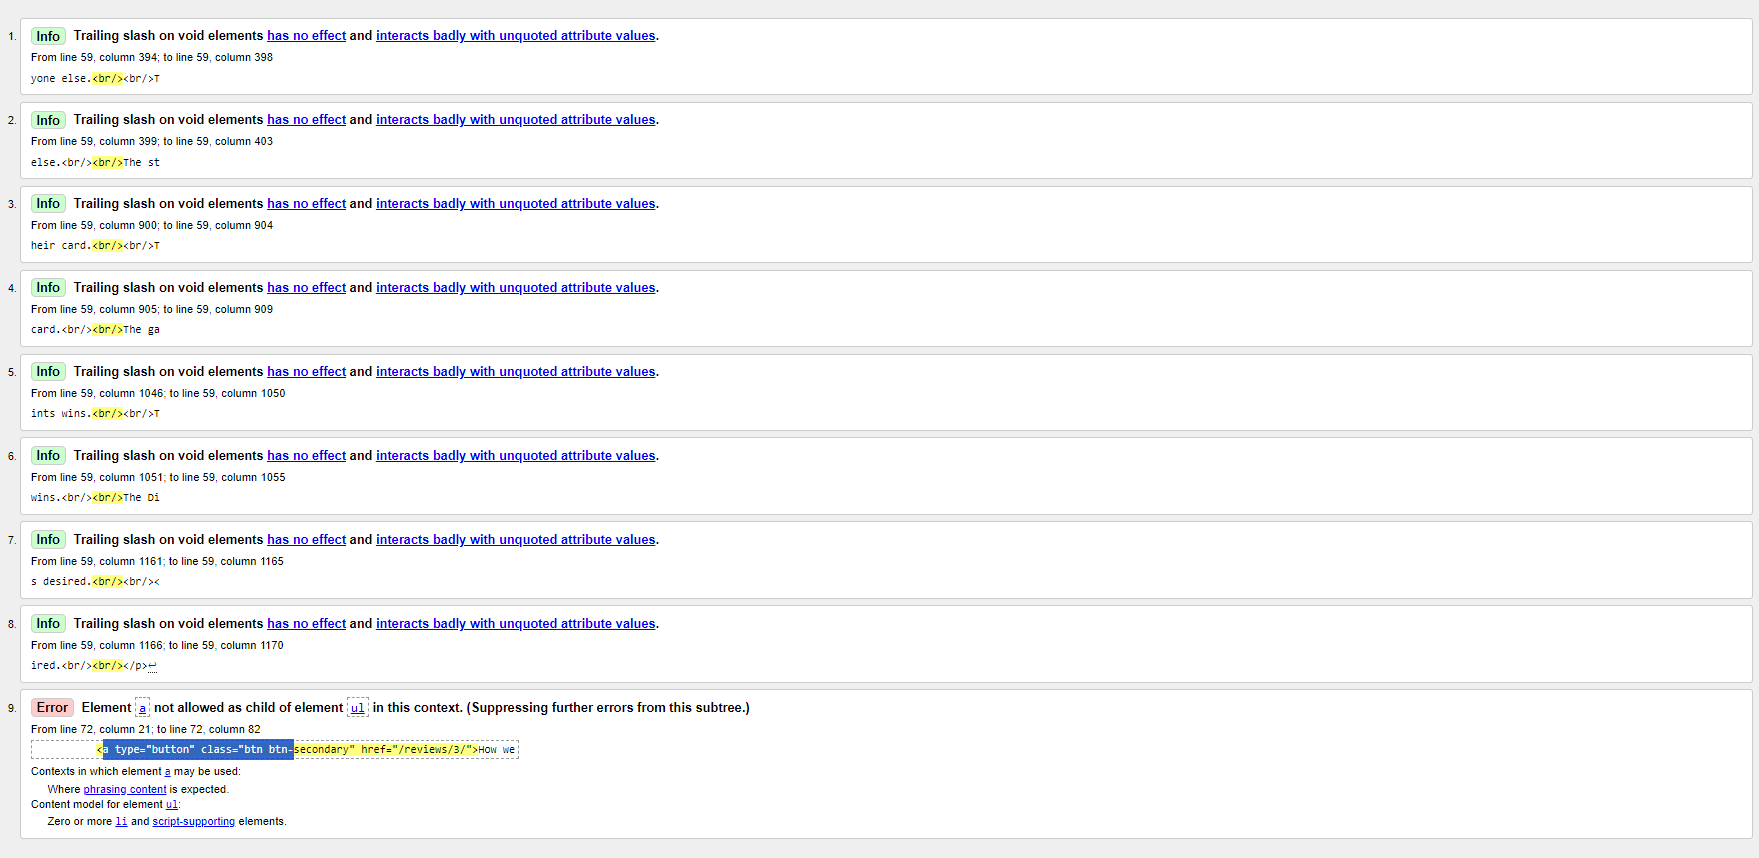 1. Info Trailing slash on void elements has no effect and interacts badly with unquoted attribute values.
From line 59, column 394; to line 59, column 398
yone else.<br/><br/>T
2. Info Trailing slash on void elements has no effect and interacts badly with unquoted attribute values.
From line 59, column 399; to line 59, column 403
else.<br/><br/>The st
3. Info Trailing slash on void elements has no effect and interacts badly with unquoted attribute values.
From line 59, column 900; to line 59, column 904
heir card.<br/><br/>T
4. Info Trailing slash on void elements has no effect and interacts badly with unquoted attribute values.
From line 59, column 905; to line 59, column 909
card.<br/><br/>The ga
5. Info Trailing slash on void elements has no effect and interacts badly with unquoted attribute values.
From line 59, column 1046; to line 59, column 1050
ints wins.<br/><br/>T
6. Info Trailing slash on void elements has no effect and interacts badly with unquoted attribute values.
From line 59, column 1051; to line 59, column 1055
wins.<br/><br/>The Di
7. Info Trailing slash on void elements has no effect and interacts badly with unquoted attribute values.
From line 59, column 1161; to line 59, column 1165
s desired.<br/><br/><
8. Info Trailing slash on void elements has no effect and interacts badly with unquoted attribute values.
From line 59, column 1166; to line 59, column 1170
ired.<br/><br/></p>↩
9. Error Element a not allowed as child of element ul in this context. (Suppressing further errors from this subtree.)
From line 72, column 21; to line 72, column 82
<a type="button" class="btn btn-secondary" href="/reviews/3/">How we
Contexts in which element a may be used:
Where phrasing content is expected.
Content model for element ul:
Zero or more li and script-supporting elements.